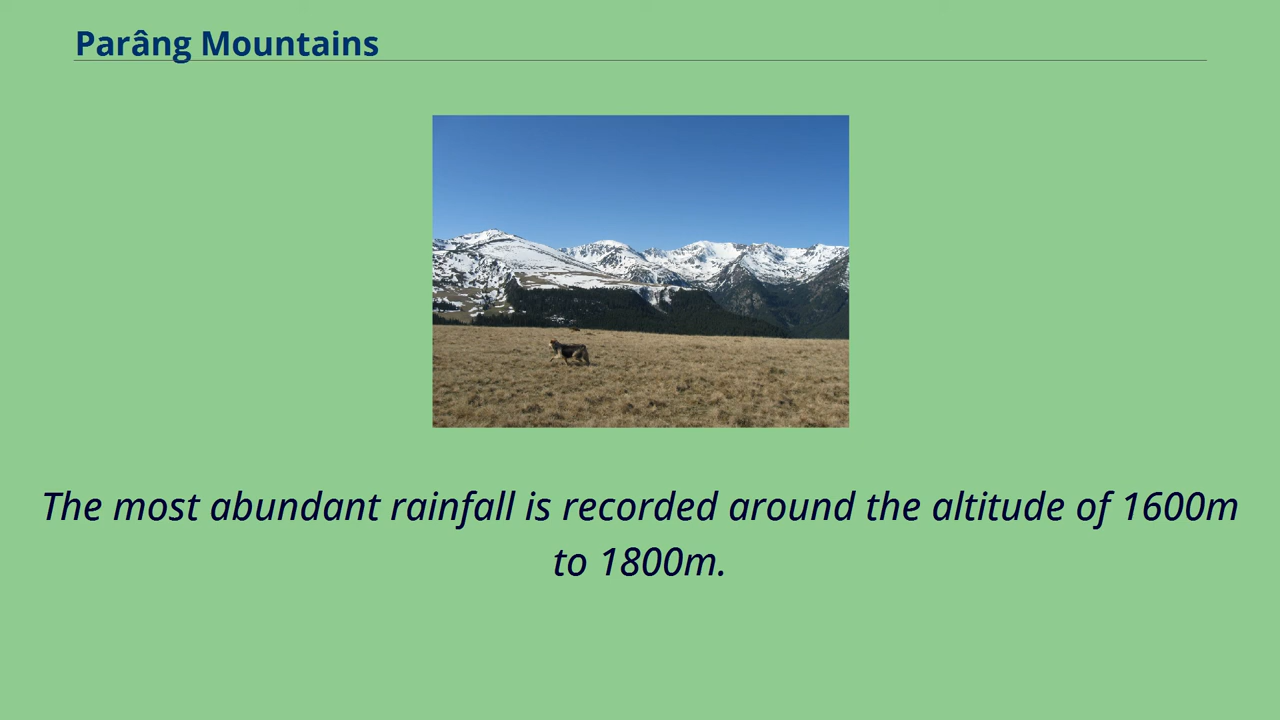 Parâng Mountains
The most abundant rainfall is recorded around the altitude of 1600m
to 1800m.